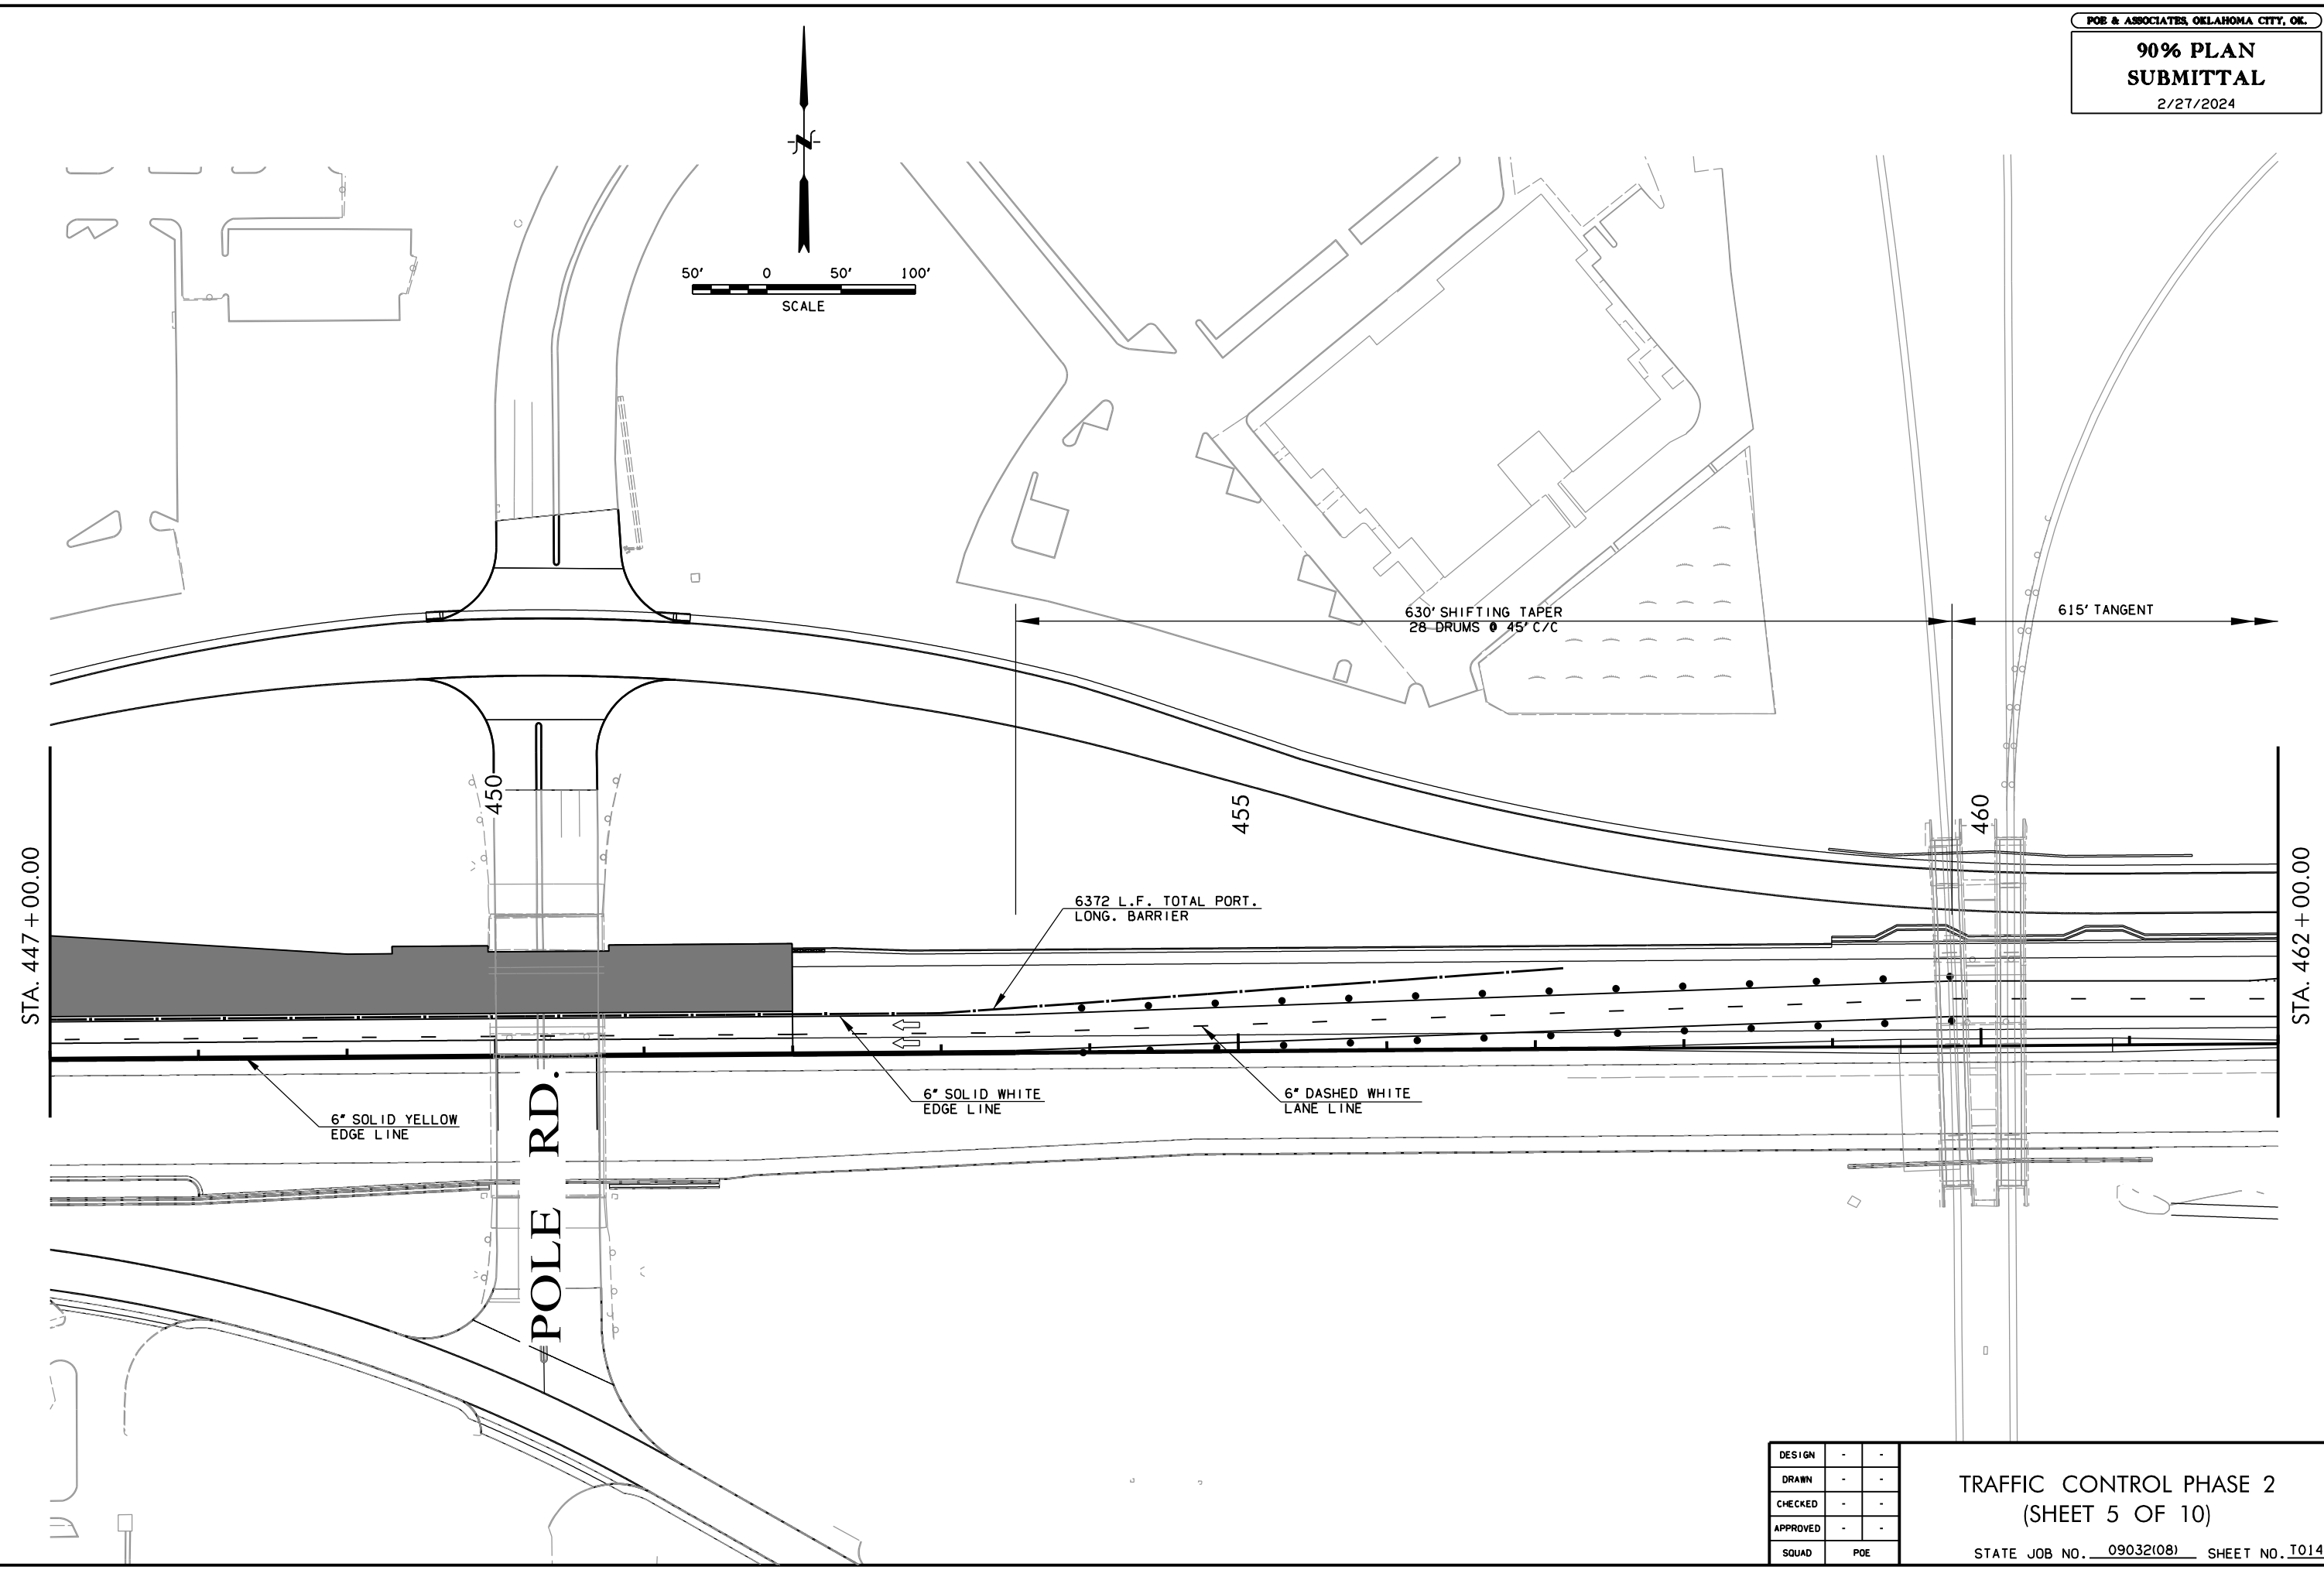 POE & ASSOCIATES, OKLAHOMA CITY, OK.
90% PLAN
SUBMITTAL
2/27/2024
N
50' 0 50' 100'
SCALE
630' SHIFTING TAPER
28 DRUMS @ 45' C/C
615' TANGENT
450
455
460
STA. 447+00.00
STA. 462+00.00
6372 L.F. TOTAL PORT.
LONG. BARRIER
6" SOLID YELLOW
EDGE LINE
6" SOLID WHITE
EDGE LINE
6" DASHED WHITE
LANE LINE
POLE RD.
DESIGN - -
DRAWN - -
CHECKED - -
APPROVED - -
SQUAD POE
TRAFFIC CONTROL PHASE 2
(SHEET 5 OF 10)
STATE JOB NO. 09032(08) SHEET NO. T014